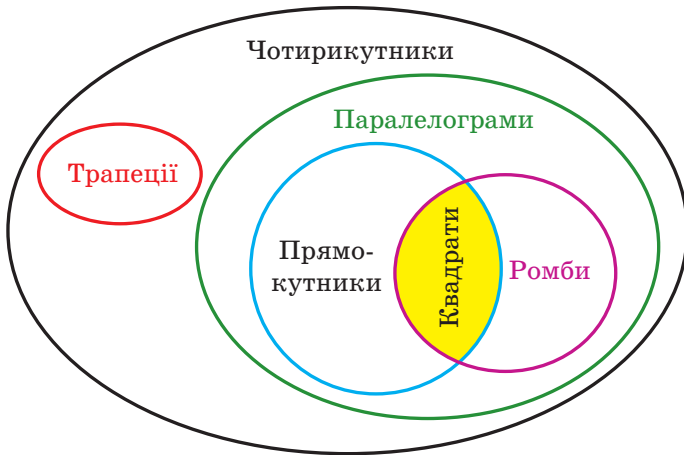 Чотирикутники
Паралелограми
Трапеції
Прямо-
кутники
Квадрати
Ромби